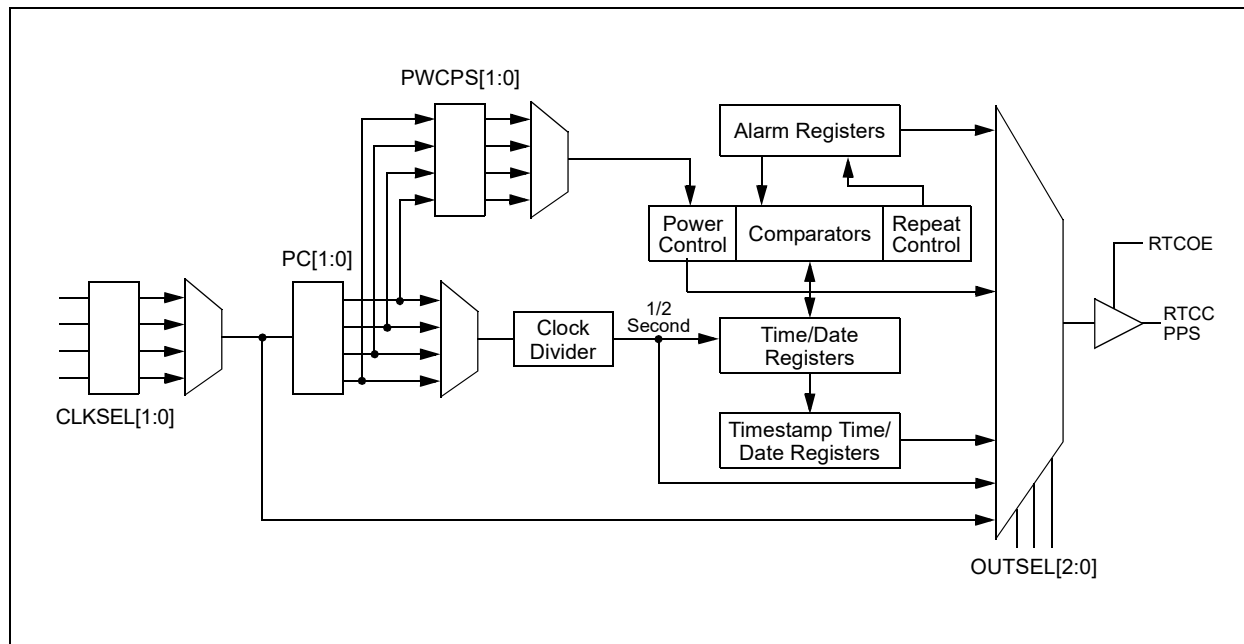 PWCPS[1:0]
Alarm Registers
Power
Control
Comparators
Repeat
Control
PC[1:0]
RTCOE
1/2
Second
Clock
Divider
Time/Date
Registers
RTCC
PPS
CLKSEL[1:0]
Timestamp Time/
Date Registers
OUTSEL[2:0]